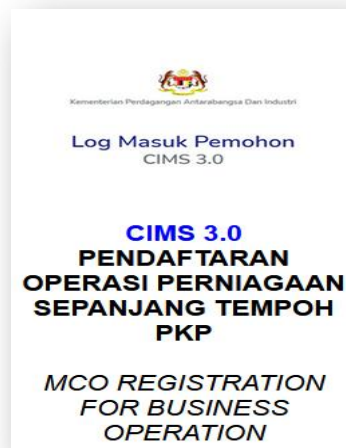 Kementerian Perdagangan Antarabangsa Dan Industri
Log Masuk Pemohon
CIMS 3.0
CIMS 3.0
PENDAFTARAN
OPERASI PERNIAGAAN
SEPANJANG TEMPOH
PKP
MCO REGISTRATION
FOR BUSINESS
OPERATION